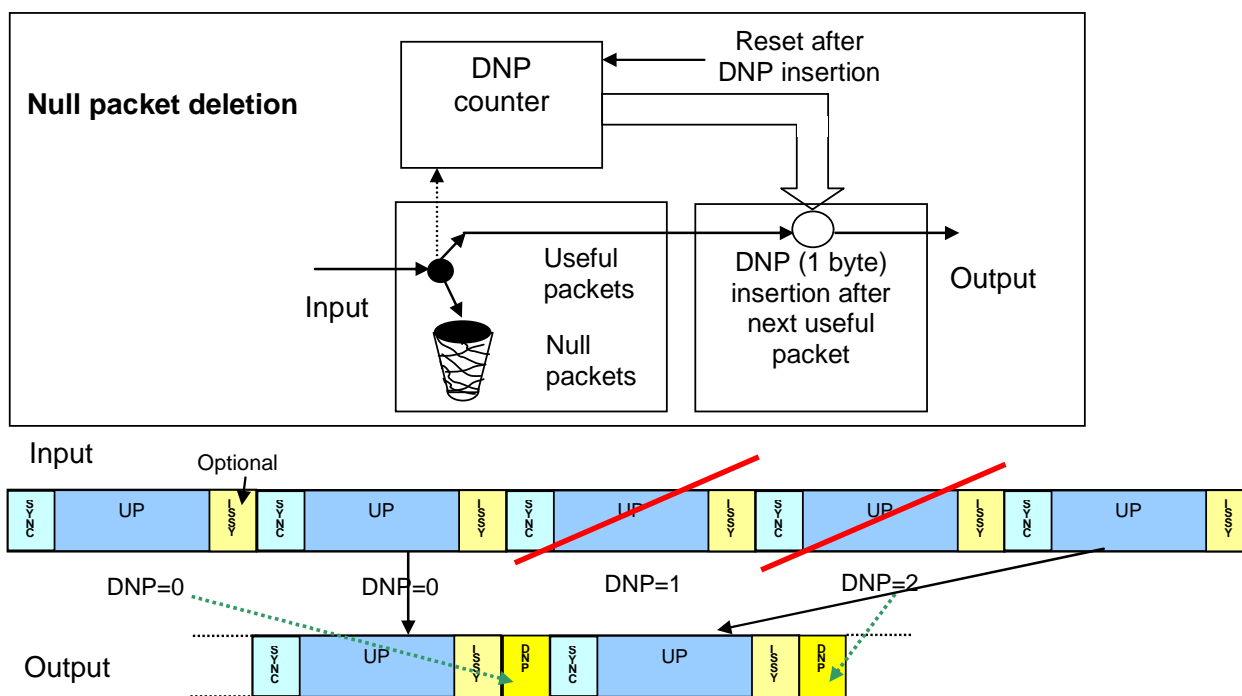 Reset after
DNP insertion
DNP
counter
Null packet deletion
Useful
packets
Input
Null
packets
DNP (1 byte)
insertion after
next useful
packet
Output
Input
Optional
SYNC
UP
ISSY
SYNC
UP
ISSY
SYNC
UP
ISSY
SYNC
UP
ISSY
SYNC
UP
ISSY
DNP=0
DNP=0
DNP=1
DNP=2
Output
SYNC
UP
ISSY
DNP
SYNC
UP
ISSY
DNP